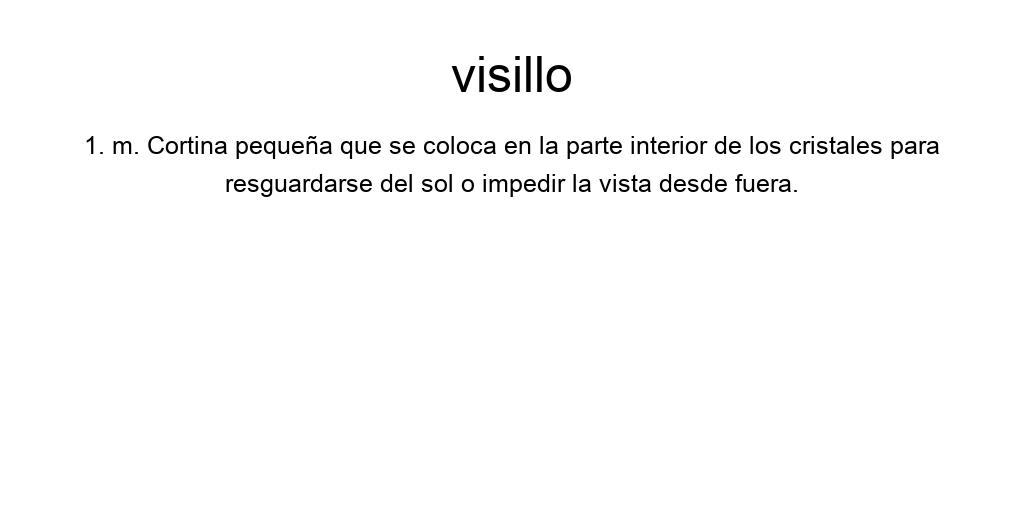 visillo
1. m. Cortina pequeña que se coloca en la parte interior de los cristales para
resguardarse del sol o impedir la vista desde fuera.